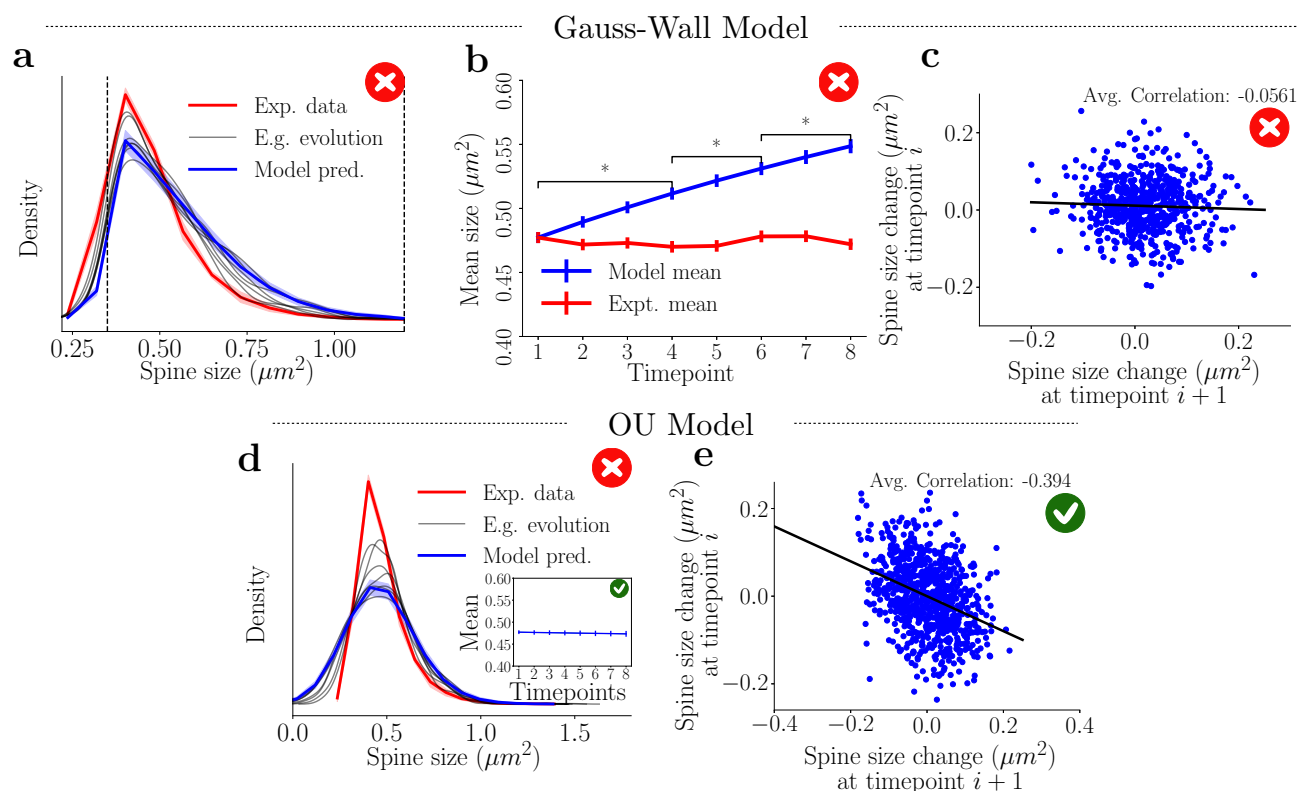 Gauss-Wall Model
a
Exp. data
E.g. evolution
Model pred.
Density
0.25 0.50 0.75 1.00
Spine size (μm²)
b
*
*
*
Mean size (μm²)
0.60
0.55
0.50
0.45
0.40
Model mean
Expt. mean
1 2 3 4 5 6 7 8
Timepoint
c
Avg. Correlation: -0.0561
Spine size change (μm²)
at timepoint i
0.2
0.0
−0.2
−0.2 0.0 0.2
Spine size change (μm²)
at timepoint i + 1
OU Model
d
Exp. data
E.g. evolution
Model pred.
Density
0.0 0.5 1.0 1.5
Spine size (μm²)
Mean
0.60
0.55
0.50
0.45
0.40
1 2 3 4 5 6 7 8
Timepoints
e
Avg. Correlation: -0.394
Spine size change (μm²)
at timepoint i
0.2
0.0
−0.2
−0.4 −0.2 0.0 0.2 0.4
Spine size change (μm²)
at timepoint i + 1